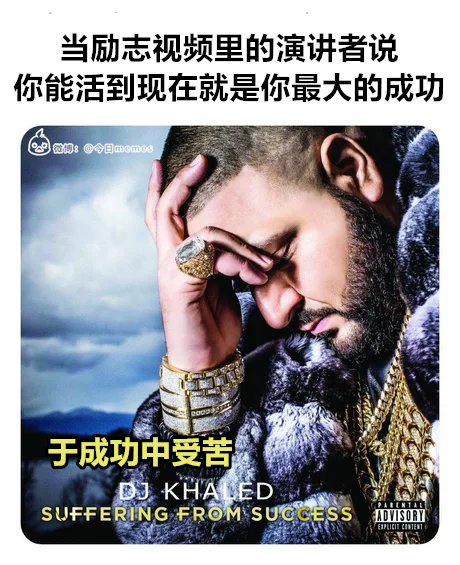 当励志视频里的演讲者说
你能活到现在就是你最大的成功
微博：@今日memes
于成功中受苦
DJ KHALED
SUFFERING FROM SUCCESS
PARENTAL
ADVISORY
EXPLICIT CONTENT